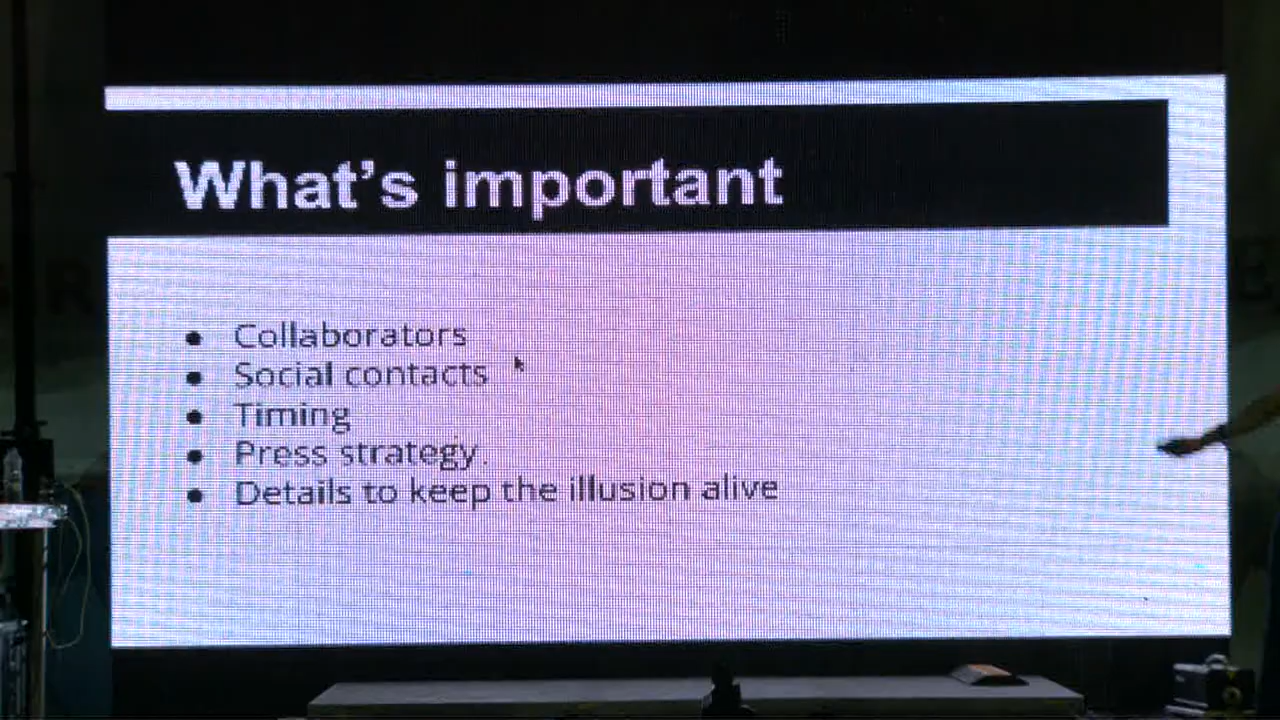 What's important
• Collaborators
• Social contacts
• Timing
• Press strategy
• Details to keep the illusion alive